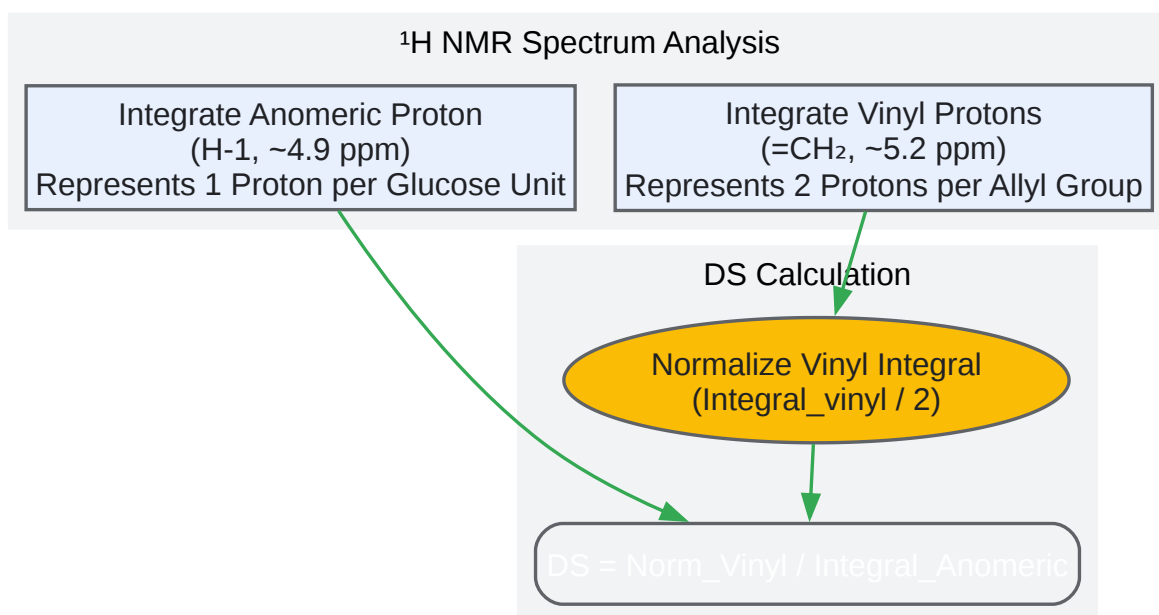 ¹H NMR Spectrum Analysis
Integrate Anomeric Proton
(H-1, ~4.9 ppm)
Represents 1 Proton per Glucose Unit
Integrate Vinyl Protons
(=CH₂, ~5.2 ppm)
Represents 2 Protons per Allyl Group
DS Calculation
Normalize Vinyl Integral
(Integral_vinyl / 2)
DS = Norm_Vinyl / Integral_Anomeric